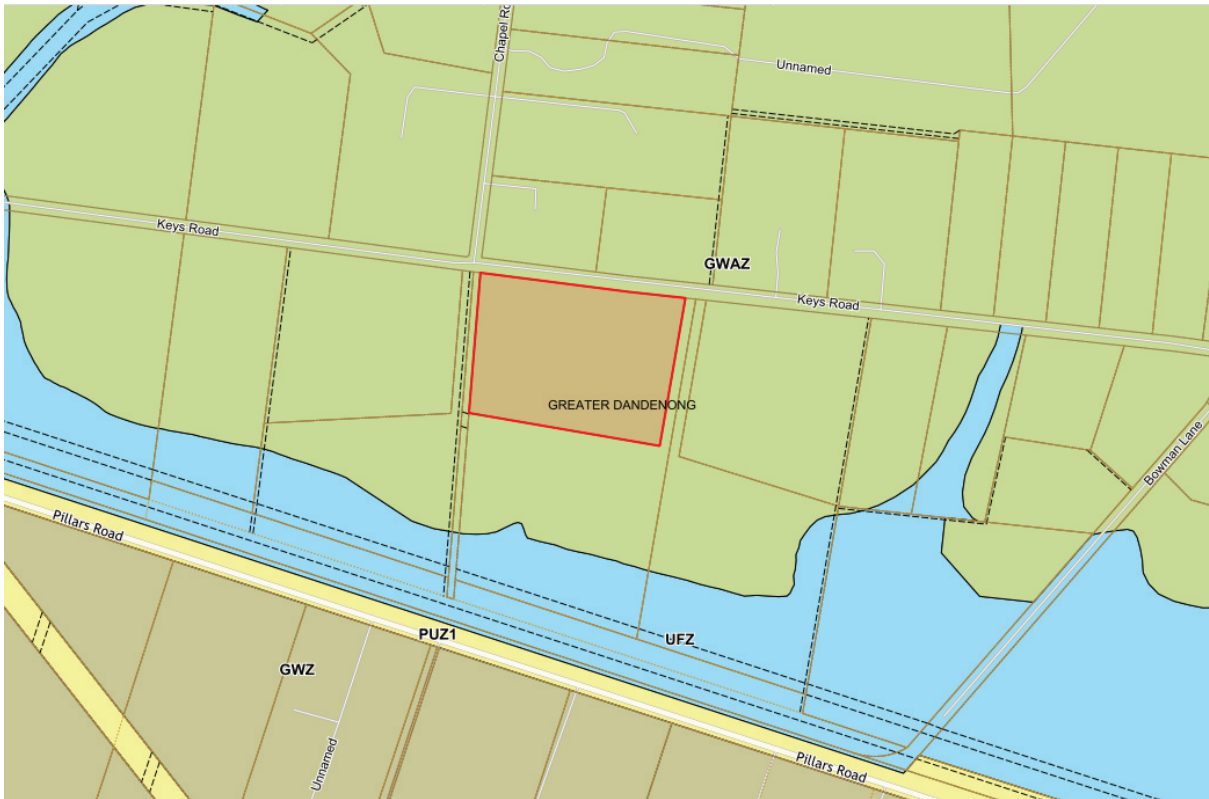 Chapel Ro
Unnamed
Keys Road
GWAZ
Keys Road
GREATER DANDENONG
Bowman Lane
Pillars Road
PUZ1
UFZ
GWZ
Unnamed
Pillars Road